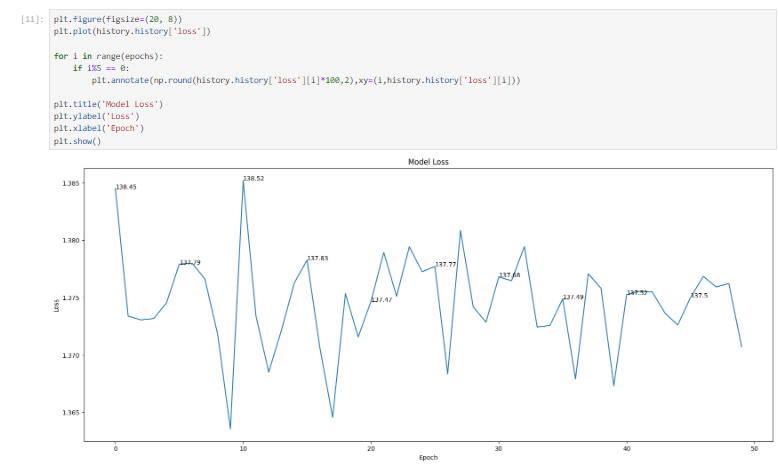 [11]:
plt.figure(figsize=(20, 8))
plt.plot(history.history['loss'])
for i in range(epochs):
    if i%5 == 0:
        plt.annotate(np.round(history.history['loss'][i]*100,2),xy=(i,history.history['loss'][i]))
plt.title('Model Loss')
plt.ylabel('Loss')
plt.xlabel('Epoch')
plt.show()
Model Loss
1.385
1.380
1.375
1.370
1.365
Loss
138.45
137.79
138.52
137.83
137.47
137.77
137.68
137.49
137.52
137.5
0
10
20
30
40
50
Epoch